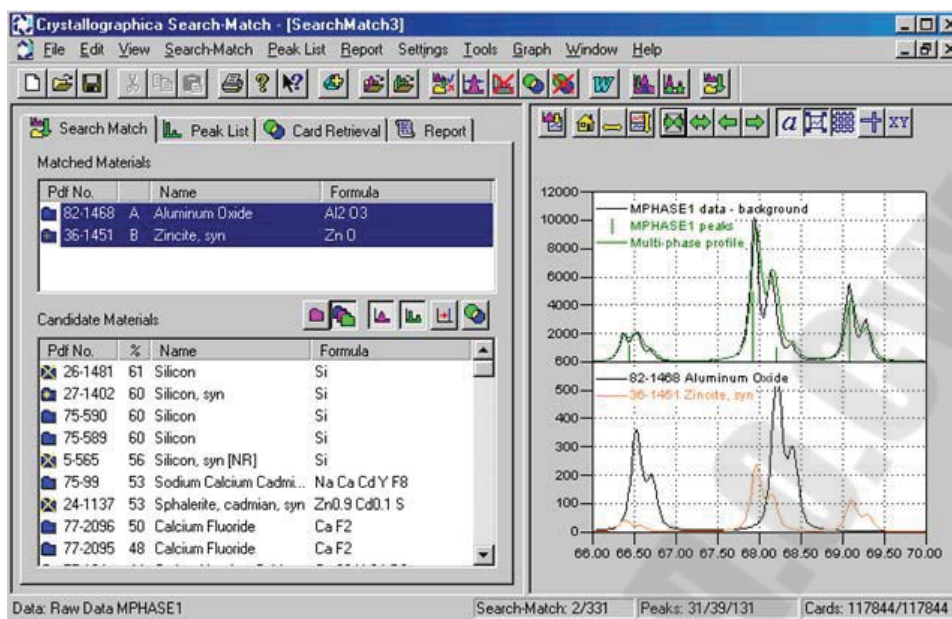 Crystallographica Search-Match - [SearchMatch3]
File Edit View Search-Match Peak List Report Settings Tools Graph Window Help
Search Match Peak List Card Retrieval Report
Matched Materials
Pdf No. Name Formula
82-1468 A Aluminum Oxide Al2 O3
36-1451 B Zincite, syn Zn O
Candidate Materials
Pdf No. % Name Formula
26-1481 61 Silicon Si
27-1402 60 Silicon, syn Si
75-590 60 Silicon Si
75-589 60 Silicon Si
5-565 56 Silicon, syn [NR] Si
75-99 53 Sodium Calcium Cadmi... Na Ca Cd Y F8
24-1137 53 Sphalerite, cadmian, syn Zn0.9 Cd0.1 S
77-2096 50 Calcium Fluoride Ca F2
77-2095 48 Calcium Fluoride Ca F2
a XY
12000
10000
8000
6000
4000
2000
600
MPHASE1 data - background
MPHASE1 peaks
Multi-phase profile
500
400
300
200
100
0
82-1468 Aluminum Oxide
36-1451 Zincite, syn
66.00 66.50 67.00 67.50 68.00 68.50 69.00 69.50 70.00
Data: Raw Data MPHASE1 Search-Match: 2/331 Peaks: 31/39/131 Cards: 117844/117844